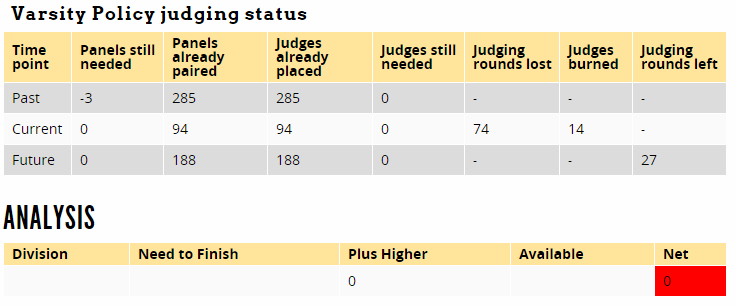 Varsity Policy judging status
Time point Panels still needed Panels already paired Judges already placed Judges still needed Judging rounds lost Judges burned Judging rounds left
Past -3 285 285 0 - - -
Current 0 94 94 0 74 14 -
Future 0 188 188 0 - - 27
ANALYSIS
Division Need to Finish Plus Higher Available Net
0 0